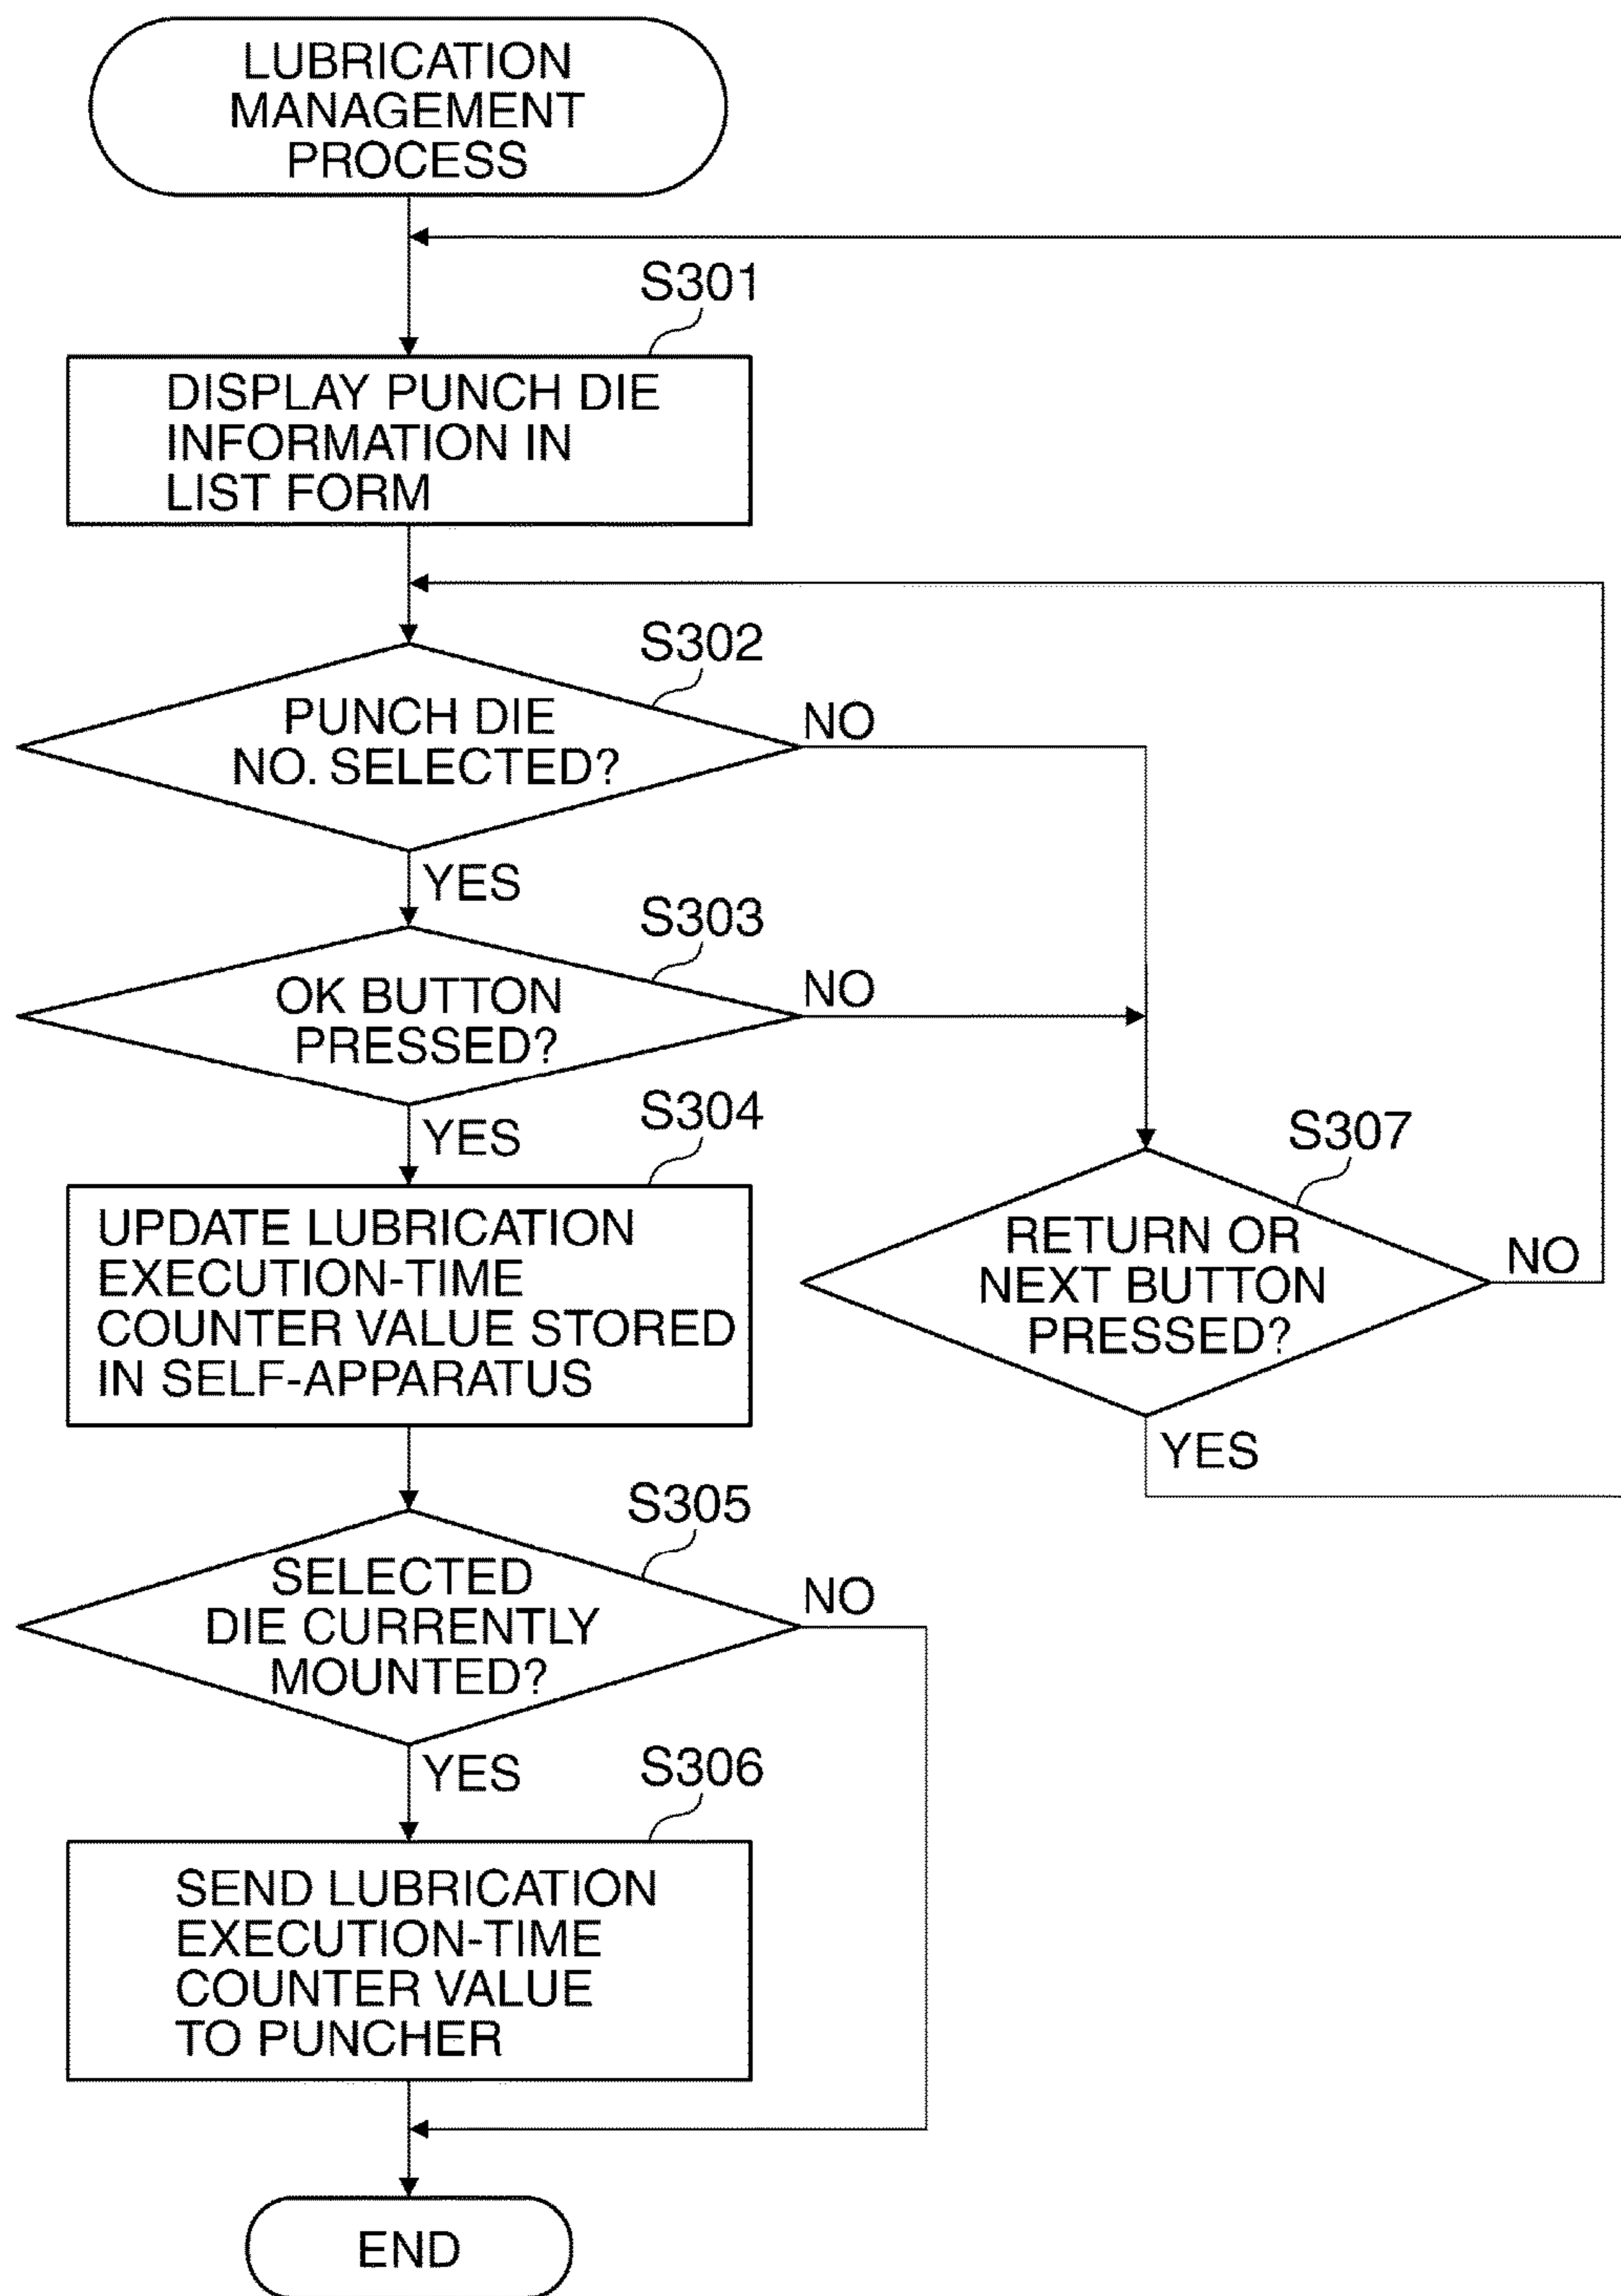 LUBRICATION
MANAGEMENT
PROCESS
S301
DISPLAY PUNCH DIE
INFORMATION IN
LIST FORM
S302
PUNCH DIE
NO. SELECTED?
NO
YES
S303
OK BUTTON
PRESSED?
NO
YES
S304
UPDATE LUBRICATION
EXECUTION-TIME
COUNTER VALUE STORED
IN SELF-APPARATUS
S307
RETURN OR
NEXT BUTTON
PRESSED?
NO
YES
S305
SELECTED
DIE CURRENTLY
MOUNTED?
NO
YES
S306
SEND LUBRICATION
EXECUTION-TIME
COUNTER VALUE
TO PUNCHER
END